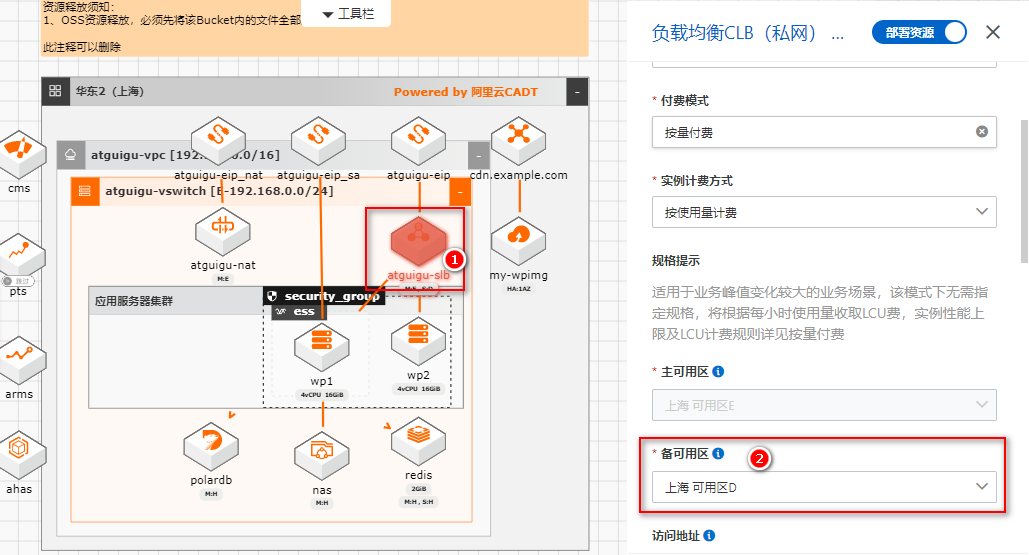 资源释放须知：
1、OSS资源释放，必须先将该Bucket内的文件全部
此注释可以删除
工具栏
华东2（上海）
Powered by 阿里云CADT
-
cms
atguigu-eip_nat
atguigu-eip_sa
atguigu-eip
cdn.example.com
atguigu-vpc [192.
.0.0/16]
-
atguigu-vswitch [E-192.168.0.0/24]
-
atguigu-nat
M:E
atguigu-slb
1
my-wpimg
HA:1AZ
pts
跳过
应用服务器集群
security_group
ess
wp1
4vCPU 16GiB
wp2
4vCPU 16GiB
arms
polardb
M:H
nas
M:H
redis
2GiB
M:H , S:H
ahas
负载均衡CLB（私网） ...
部署资源
* 付费模式
按量付费
* 实例计费方式
按使用量计费
规格提示
适用于业务峰值变化较大的业务场景，该模式下无需指
定规格，将根据每小时使用量收取LCU费，实例性能上
限及LCU计费规则详见按量付费
* 主可用区
上海 可用区E
* 备可用区
2
上海 可用区D
访问地址